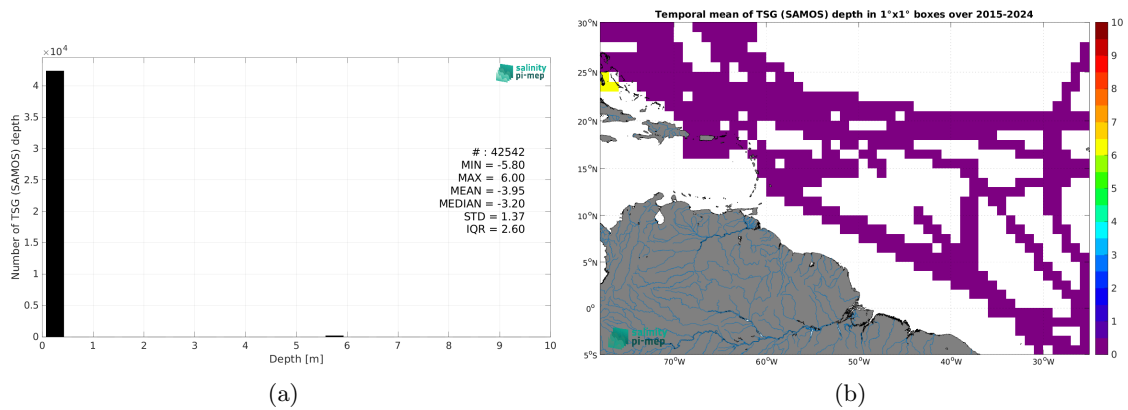 ×10⁴
4
3.5
3
2.5
2
1.5
1
0.5
0
Number of TSG (SAMOS) depth
salinity
pi-mep
# : 42542
MIN = -5.80
MAX = 6.00
MEAN = -3.95
MEDIAN = -3.20
STD = 1.37
IQR = 2.60
0 1 2 3 4 5 6 7 8 9 10
Depth [m]
(a)
Temporal mean of TSG (SAMOS) depth in 1°x1° boxes over 2015-2024
30°N
25°N
20°N
15°N
10°N
5°N
0°
5°S
70°W 60°W 50°W 40°W 30°W
salinity
pi-mep
10
9
8
7
6
5
4
3
2
1
0
(b)